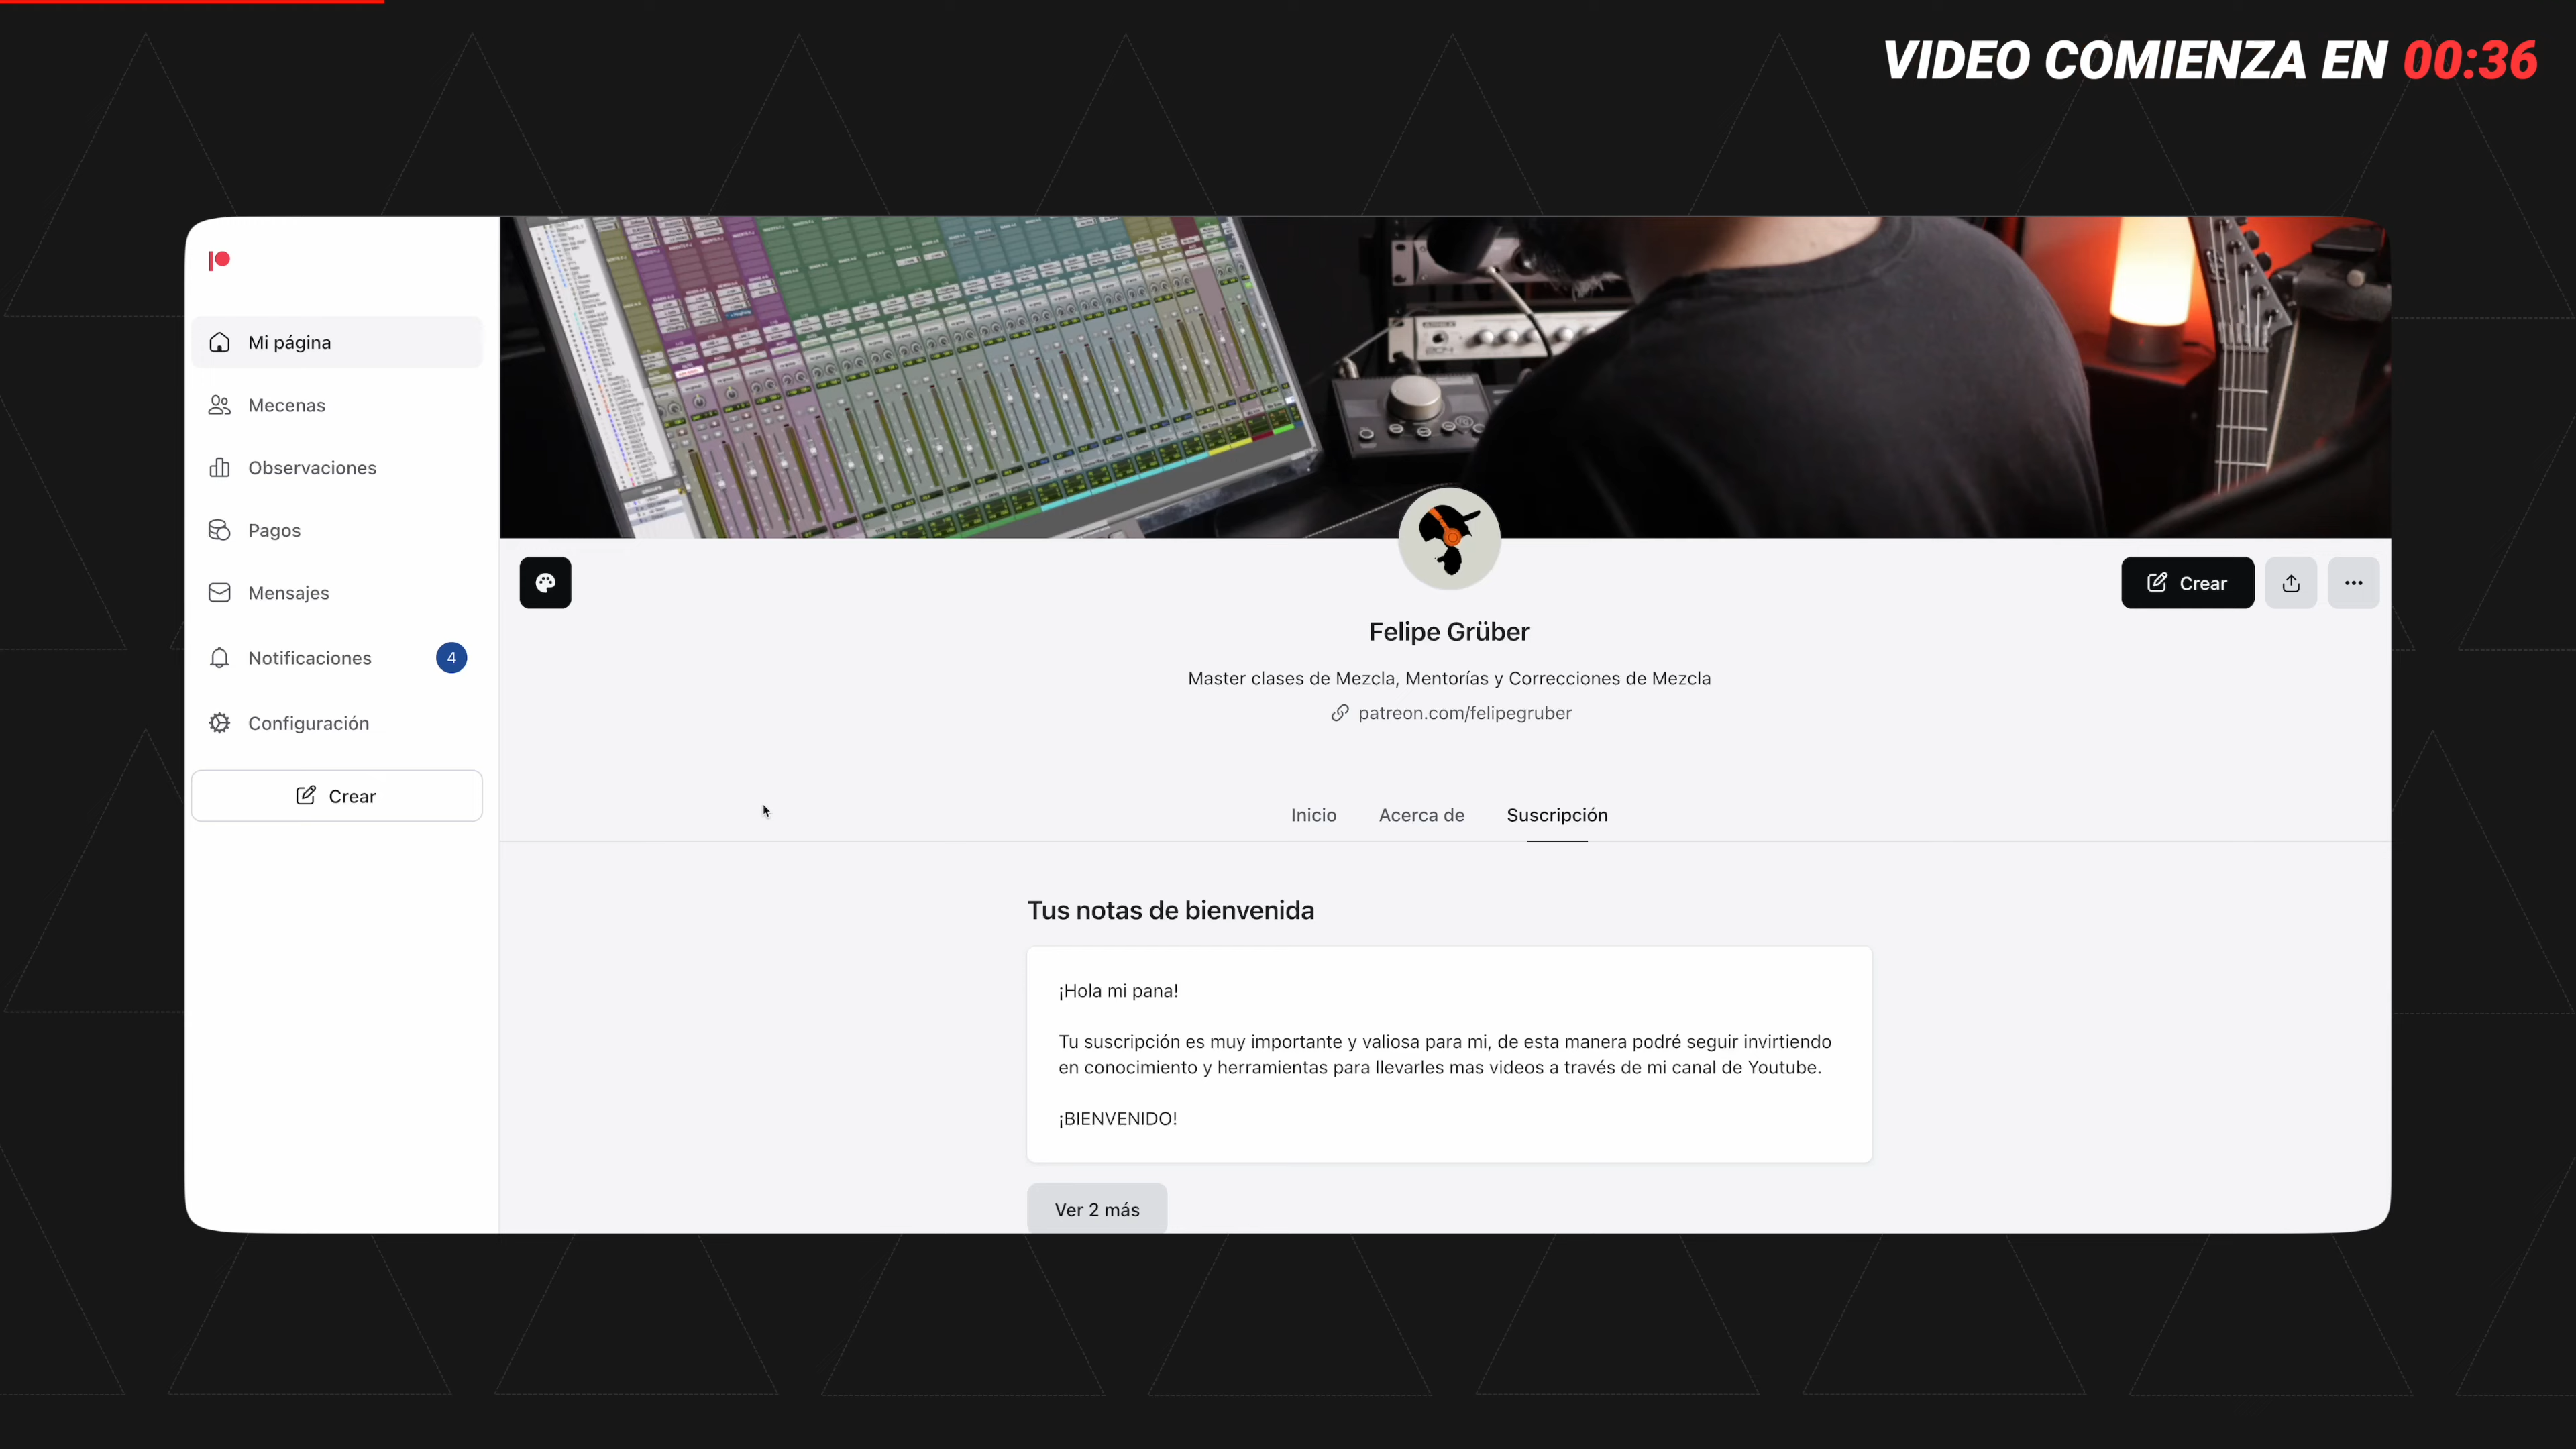 VIDEO COMIENZA EN 00:36
Mi página
Mecenas
Observaciones
Pagos
Mensajes
Notificaciones 4
Configuración
Crear
Crear
Felipe Grüber
Master clases de Mezcla, Mentorías y Correcciones de Mezcla
patreon.com/felipegruber
Inicio Acerca de Suscripción
Tus notas de bienvenida
¡Hola mi pana!
Tu suscripción es muy importante y valiosa para mi, de esta manera podré seguir invirtiendo
en conocimiento y herramientas para llevarles mas videos a través de mi canal de Youtube.
¡BIENVENIDO!
Ver 2 más